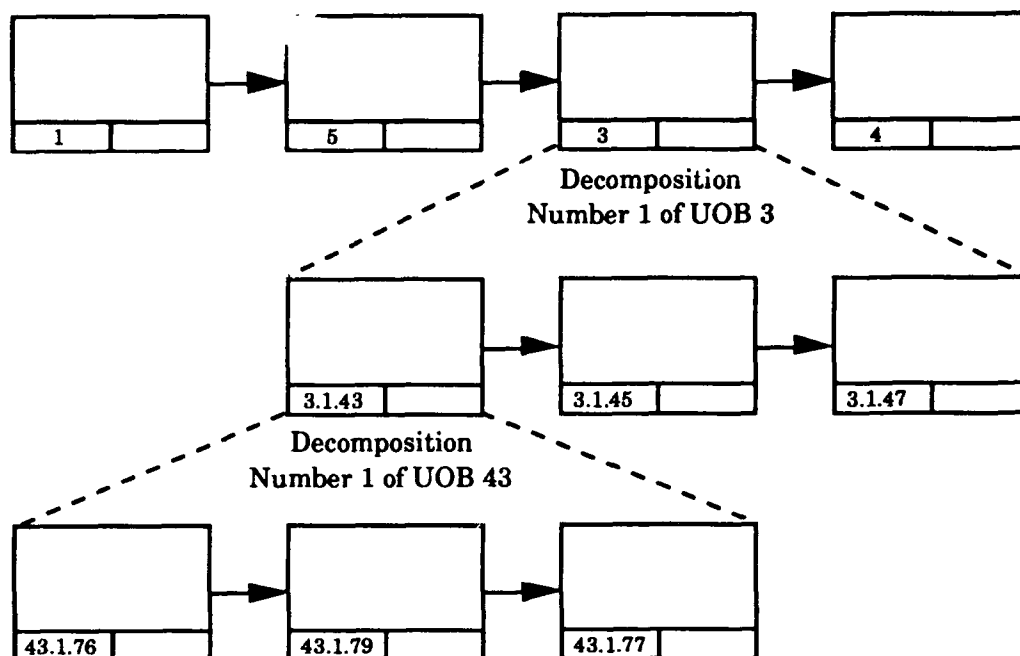 1
5
3
4
Decomposition
Number 1 of UOB 3
3.1.43
3.1.45
3.1.47
Decomposition
Number 1 of UOB 43
43.1.76
43.1.79
43.1.77